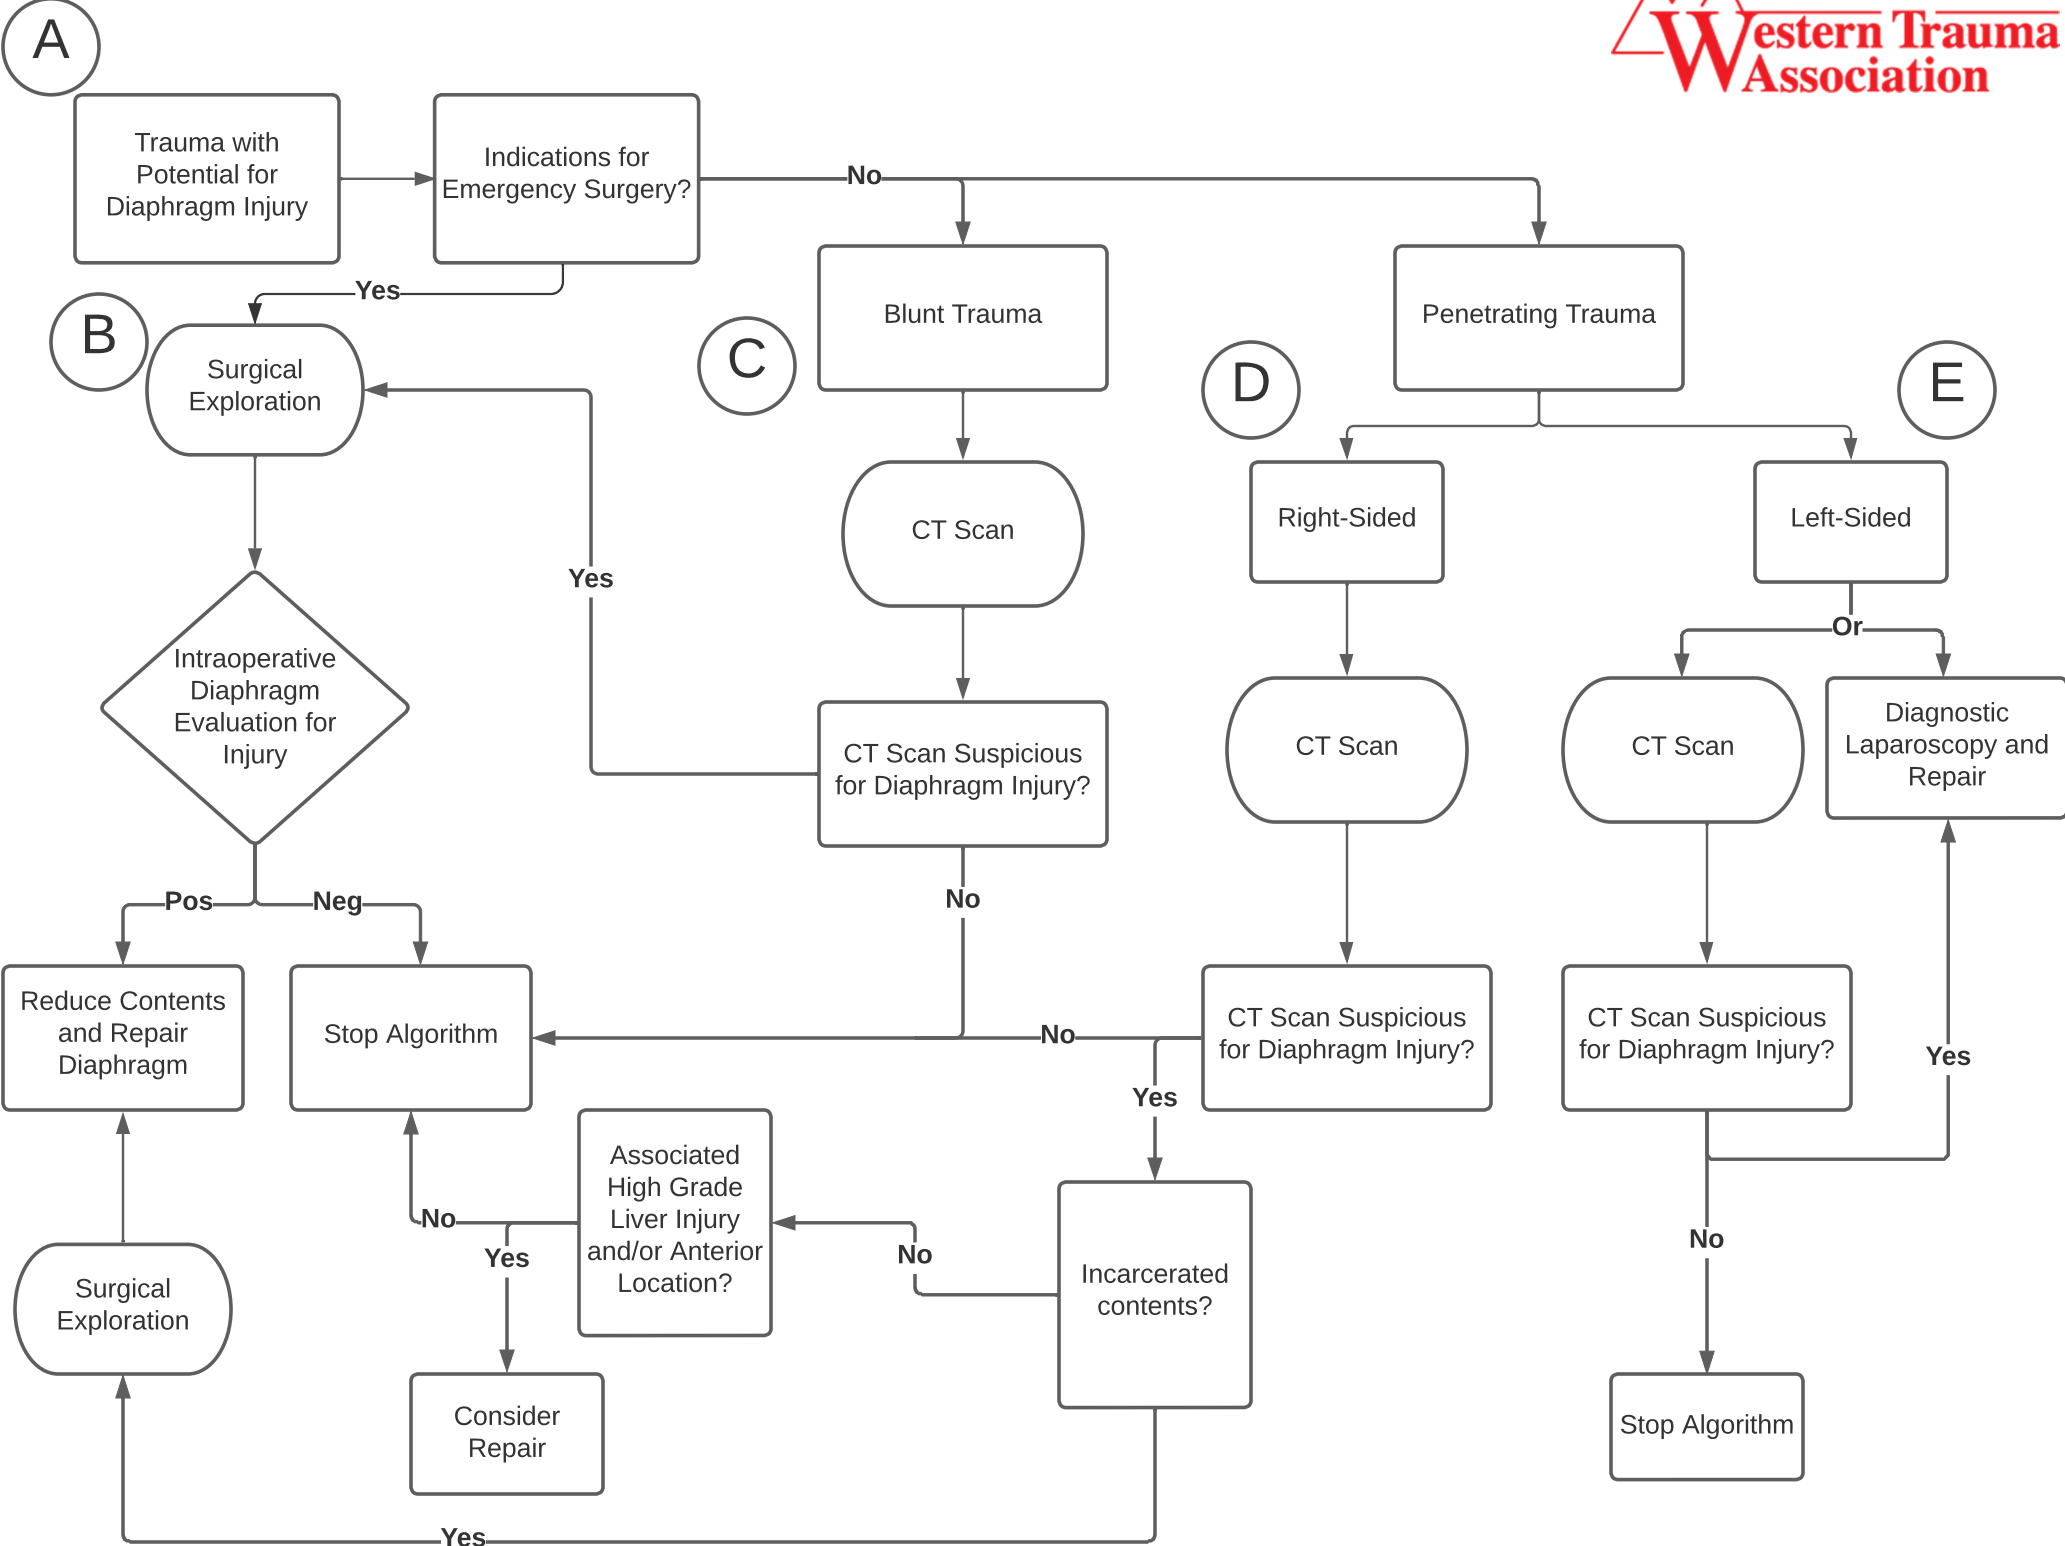 A
Western Trauma
Association
Trauma with
Potential for
Diaphragm Injury
Indications for
Emergency Surgery?
No
Yes
B
Surgical
Exploration
C
Blunt Trauma
Penetrating Trauma
D
E
CT Scan
Right-Sided
Left-Sided
Yes
Or
Intraoperative
Diaphragm
Evaluation for
Injury
CT Scan Suspicious
for Diaphragm Injury?
CT Scan
CT Scan
Diagnostic
Laparoscopy and
Repair
Pos
Neg
No
Reduce Contents
and Repair
Diaphragm
Stop Algorithm
No
CT Scan Suspicious
for Diaphragm Injury?
CT Scan Suspicious
for Diaphragm Injury?
Yes
Yes
Associated
High Grade
Liver Injury
and/or Anterior
Location?
No
Yes
No
Incarcerated
contents?
No
Surgical
Exploration
Consider
Repair
Stop Algorithm
Yes